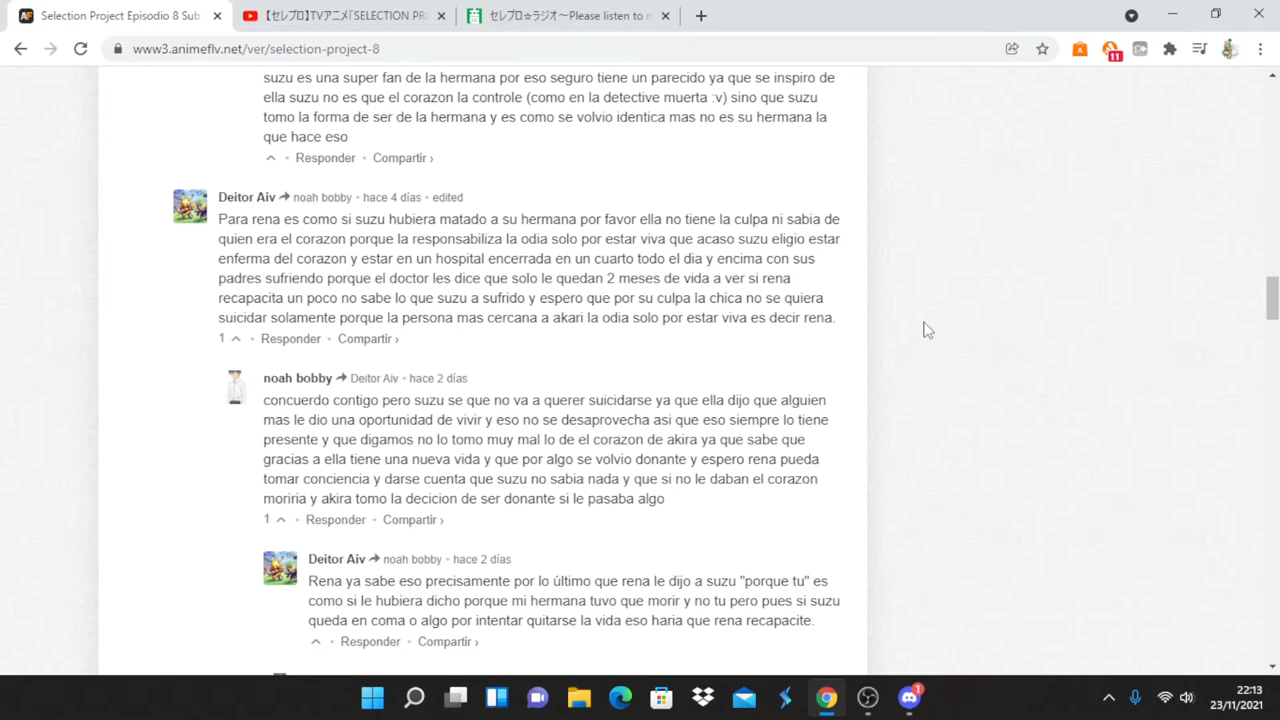 Selection Project Episodio 8 Sub
【セレプロ】TVアニメ「SELECTION PRO
セレプロ☆ラジオ～Please listen to m
www3.animeflv.net/ver/selection-project-8
11
suzu es una super fan de la hermana por eso seguro tiene un parecido ya que se inspiro de
ella suzu no es que el corazon la controle (como en la detective muerta :v) sino que suzu
tomo la forma de ser de la hermana y es como se volvio identica mas no es su hermana la
que hace eso
• Responder • Compartir ›
Deitor Aiv noah bobby • hace 4 días • edited
Para rena es como si suzu hubiera matado a su hermana por favor ella no tiene la culpa ni sabia de
quien era el corazon porque la responsabiliza la odia solo por estar viva que acaso suzu eligio estar
enferma del corazon y estar en un hospital encerrada en un cuarto todo el dia y encima con sus
padres sufriendo porque el doctor les dice que solo le quedan 2 meses de vida a ver si rena
recapacita un poco no sabe lo que suzu a sufrido y espero que por su culpa la chica no se quiera
suicidar solamente porque la persona mas cercana a akari la odia solo por estar viva es decir rena.
1 • Responder • Compartir ›
noah bobby Deitor Aiv • hace 2 días
concuerdo contigo pero suzu se que no va a querer suicidarse ya que ella dijo que alguien
mas le dio una oportunidad de vivir y eso no se desaprovecha asi que eso siempre lo tiene
presente y que digamos no lo tomo muy mal lo de el corazon de akira ya que sabe que
gracias a ella tiene una nueva vida y que por algo se volvio donante y espero rena pueda
tomar conciencia y darse cuenta que suzu no sabia nada y que si no le daban el corazon
moriria y akira tomo la decicion de ser donante si le pasaba algo
1 • Responder • Compartir ›
Deitor Aiv noah bobby • hace 2 días
Rena ya sabe eso precisamente por lo último que rena le dijo a suzu "porque tu" es
como si le hubiera dicho porque mi hermana tuvo que morir y no tu pero pues si suzu
queda en coma o algo por intentar quitarse la vida eso haria que rena recapacite.
• Responder • Compartir ›
1
22:13
23/11/2021